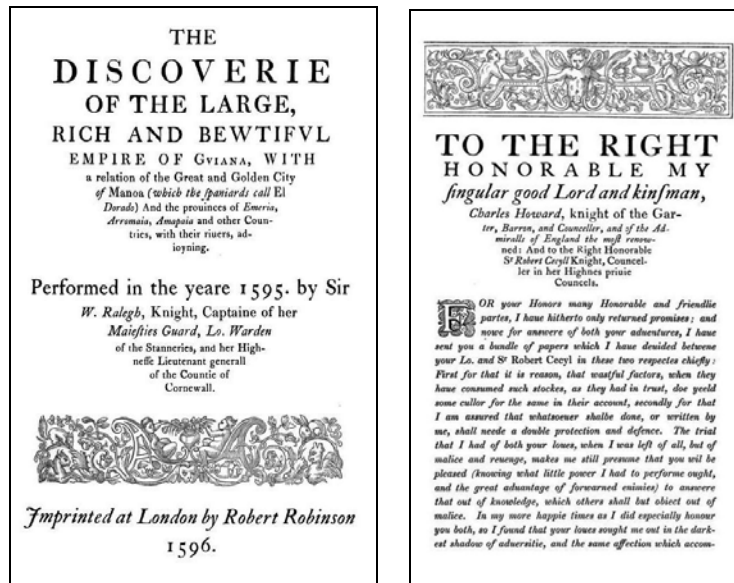 THE
DISCOVERIE
OF THE LARGE,
RICH AND BEWTIFVL
EMPIRE OF GVIANA, WITH
a relation of the Great and Golden City
of Manoa (which the ſpaniards call El
Dorado) And the prouinces of Emeria,
Arromaia, Amapaia and other Coun-
tries, with their riuers, ad-
ioyning.
Performed in the yeare 1595. by Sir
W. Ralegh, Knight, Captaine of her
Maieſties Guard, Lo. Warden
of the Stanneries, and her High-
neſſe Lieutenant generall
of the Countie of
Cornewall.
Imprinted at London by Robert Robinson
1596.
TO THE RIGHT
HONORABLE MY
ſingular good Lord and kinſman,
Charles Howard, knight of the Gar-
ter, Barron, and Counceller, and of the Ad-
miralls of England the moſt renow-
ned: And to the Right Honorable
Sr Robert Cecyll Knight, Councel-
ler in her Highnes priuie
Councels.
FOR your Honors many Honorable and friendlie
partes, I haue hitherto only returned promises; and
nowe for answere of both your aduentures, I haue
sent you a bundle of papers which I haue deuided betwene
your Lo. and Sr Robert Cecyl in these two respectes chiefly:
First for that it is reason, that wastful factors, when they
haue consumed such stockes, as they had in trust, doe yeeld
some cullor for the same in their account, secondly for that
I am assured that whatsoeuer shalbe done, or written by
me, shall neede a double protection and defence. The trial
that I had of both your loues, when I was left of all, but of
malice and reuenge, makes me still presume that you wil be
pleased (knowing what little power I had to performe ought,
and the great aduantage of forwarned enimies) to answere
that out of knowledge, which others shall but obiect out of
malice. In my more happie times as I did especially honour
you both, so I found that your loues sought me out in the dark-
est shadow of aduersitie, and the same affection which accom-